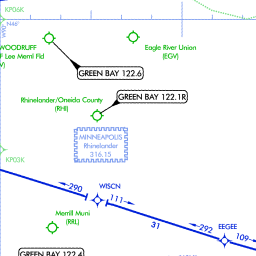 KP06K
N46°
WOODRUFF
F Lee Merni Fld
V)
Eagle River Union
(EGV)
GREEN BAY 122.6
Rhinelander/Oneida County
(RHI)
GREEN BAY 122.1R
MINNEAPOLIS
Rhinelander
316.15
KP03K
290
WISCN
111
Merrill Muni
(RRL)
31
292
EEGEE
109
GREEN BAY 122.4